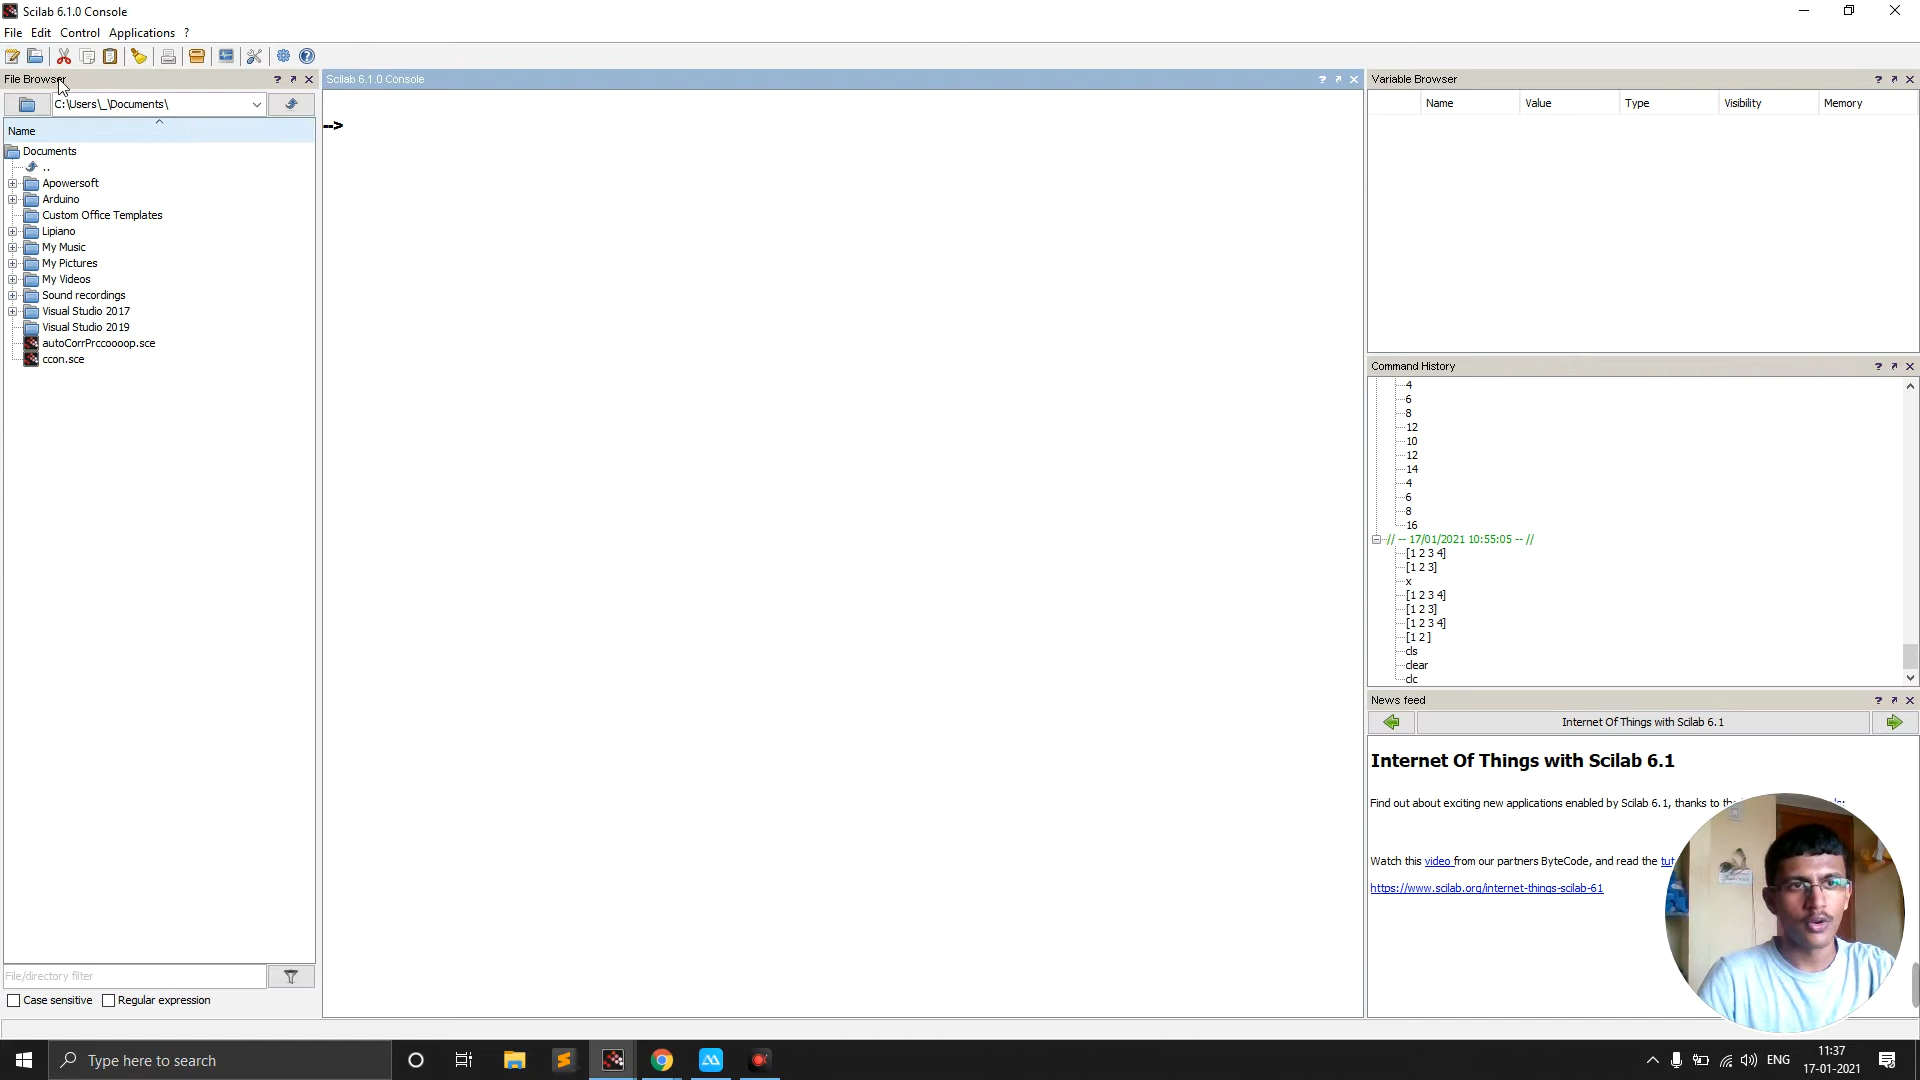 Scilab 6.1.0 Console
File Edit Control Applications ?
File Browser
C:\Users\_\Documents\
Name
Documents
..
Apowersoft
Arduino
Custom Office Templates
Lipiano
My Music
My Pictures
My Videos
Sound recordings
Visual Studio 2017
Visual Studio 2019
autoCorrPrccoooop.sce
ccon.sce
File/directory filter
Case sensitive Regular expression
Scilab 6.1.0 Console
-->
Variable Browser
Name Value Type Visibility Memory
Command History
4
6
8
12
10
12
14
4
6
8
16
// -- 17/01/2021 10:55:05 -- //
[1 2 3 4]
[1 2 3]
x
[1 2 3 4]
[1 2 3]
[1 2 3 4]
[1 2 ]
cls
clear
clc
News feed
Internet Of Things with Scilab 6.1
Internet Of Things with Scilab 6.1
Find out about exciting new applications enabled by Scilab 6.1, thanks to
Watch this video from our partners ByteCode, and read the
https://www.scilab.org/internet-things-scilab-61
Type here to search
ENG
11:37
17-01-2021